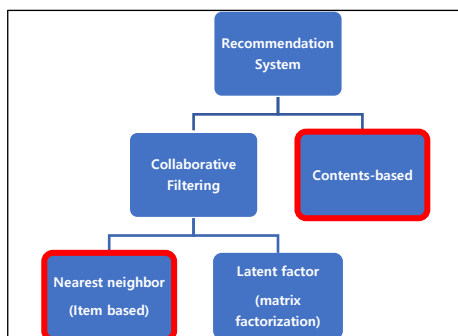 Recommendation
System
Collaborative
Filtering
Contents-based
Nearest neighbor
(Item based)
Latent factor
(matrix
factorization)